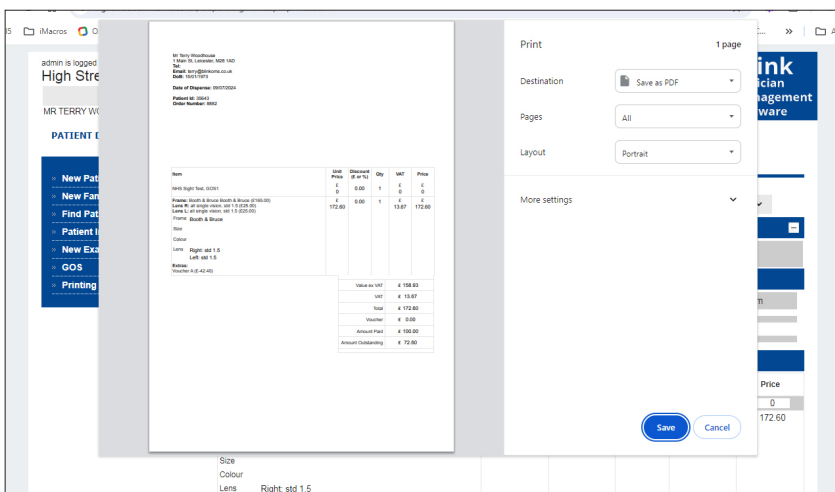 iMacros
admin is logged
High Stre
MR TERRY WO
PATIENT D
» New Pati
» New Fam
» Find Pat
» Patient I
» New Exa
» GOS
» Printing
Mr Terry Woodhouse
1 Main St, Leicester, M28 1AD
Tel:
Email: terry@blinkoms.co.uk
DoB: 15/01/1973
Date of Dispense: 09/07/2024
Patient Id: 39843
Order Number: 8882
Item Unit Price Discount (£ or %) Qty VAT Price
NHS Sight Test, GOS1 £ 0 0.00 1 £ 0 £ 0
Frame: Booth & Bruce Booth & Bruce (£165.00) £ 172.60 0.00 1 £ 13.67 £ 172.60
Lens R: all single vision, std 1.5 (£25.00)
Lens L: all single vision, std 1.5 (£25.00)
Frame Booth & Bruce
Size
Colour
Lens Right: std 1.5
Left: std 1.5
Extras:
Voucher A (£-42.40)
Value ex VAT £ 158.93
VAT £ 13.67
Total £ 172.60
Voucher £ 0.00
Amount Paid £ 100.00
Amount Outstanding £ 72.60
Print 1 page
Destination Save as PDF
Pages All
Layout Portrait
More settings
Save Cancel
ink
ician
nagement
ware
Price
0
172.60
Size
Colour
Lens Right: std 1.5